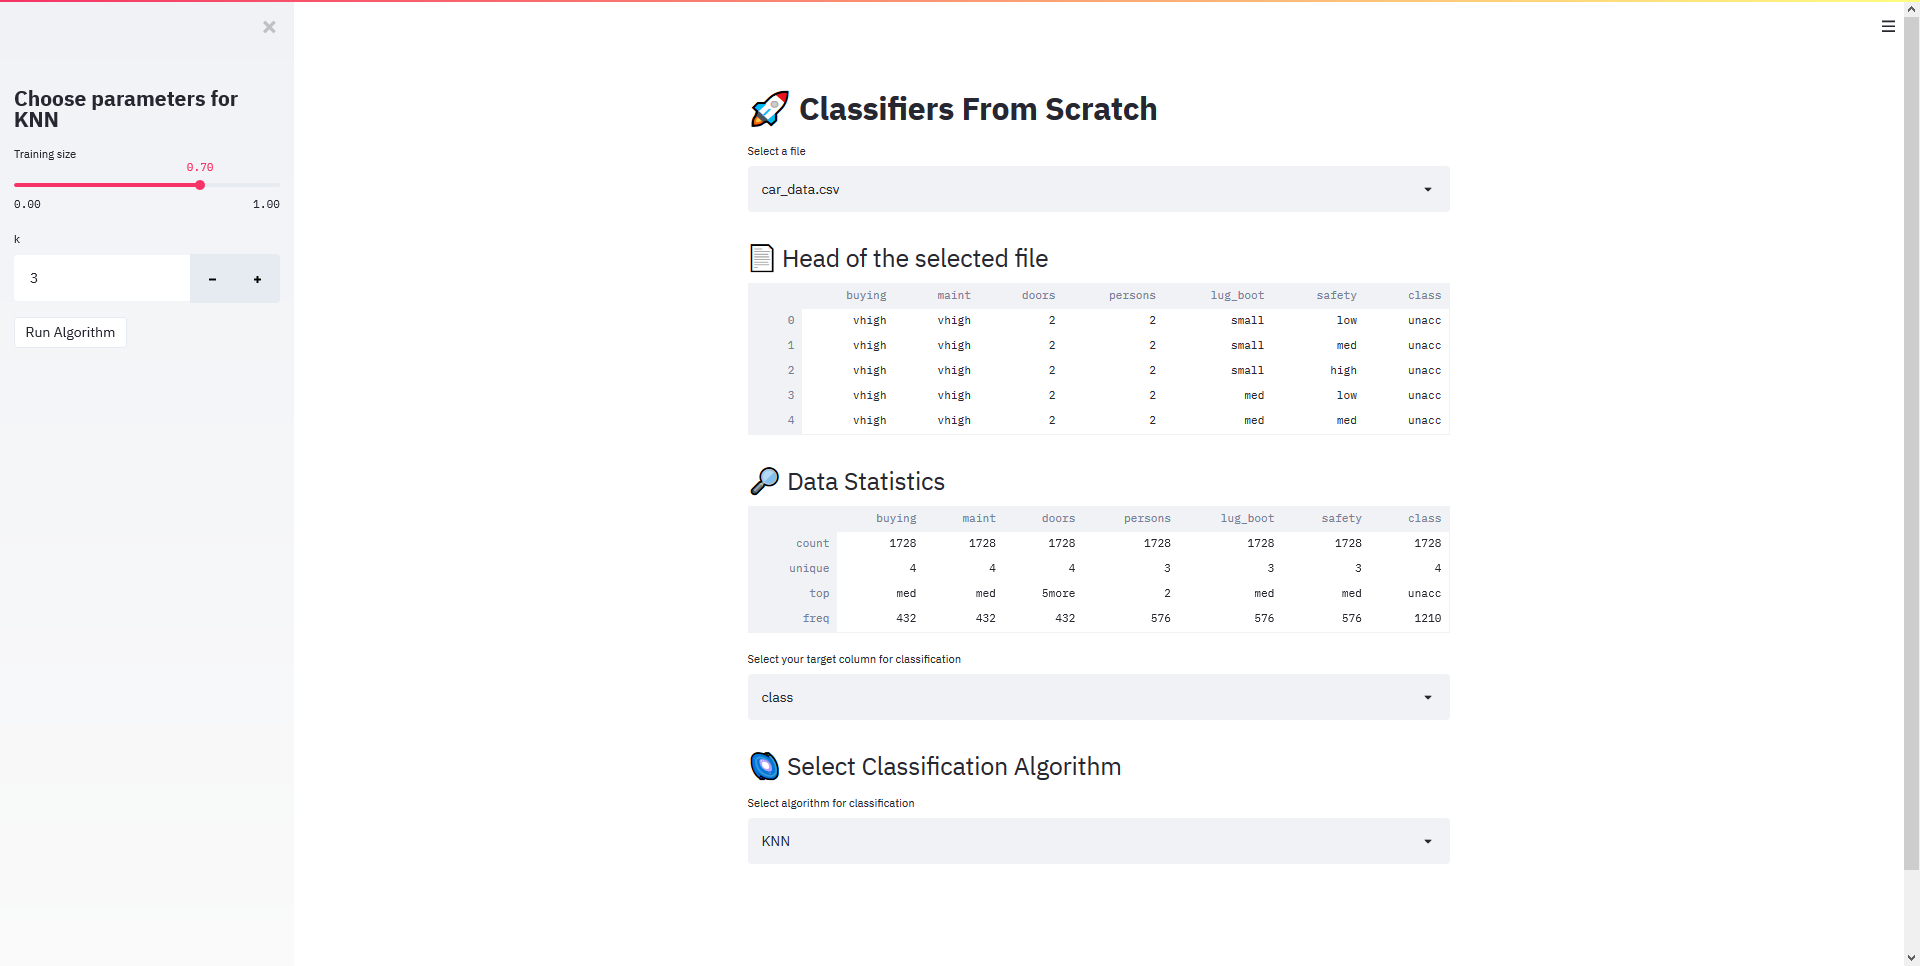 Choose parameters for
KNN
Training size
0.70
0.00 1.00
k
3 - +
Run Algorithm
Classifiers From Scratch
Select a file
car_data.csv
Head of the selected file
buying maint doors persons lug_boot safety class
0 vhigh vhigh 2 2 small low unacc
1 vhigh vhigh 2 2 small med unacc
2 vhigh vhigh 2 2 small high unacc
3 vhigh vhigh 2 2 med low unacc
4 vhigh vhigh 2 2 med med unacc
Data Statistics
buying maint doors persons lug_boot safety class
count 1728 1728 1728 1728 1728 1728 1728
unique 4 4 4 3 3 3 4
top med med 5more 2 med med unacc
freq 432 432 432 576 576 576 1210
Select your target column for classification
class
Select Classification Algorithm
Select algorithm for classification
KNN